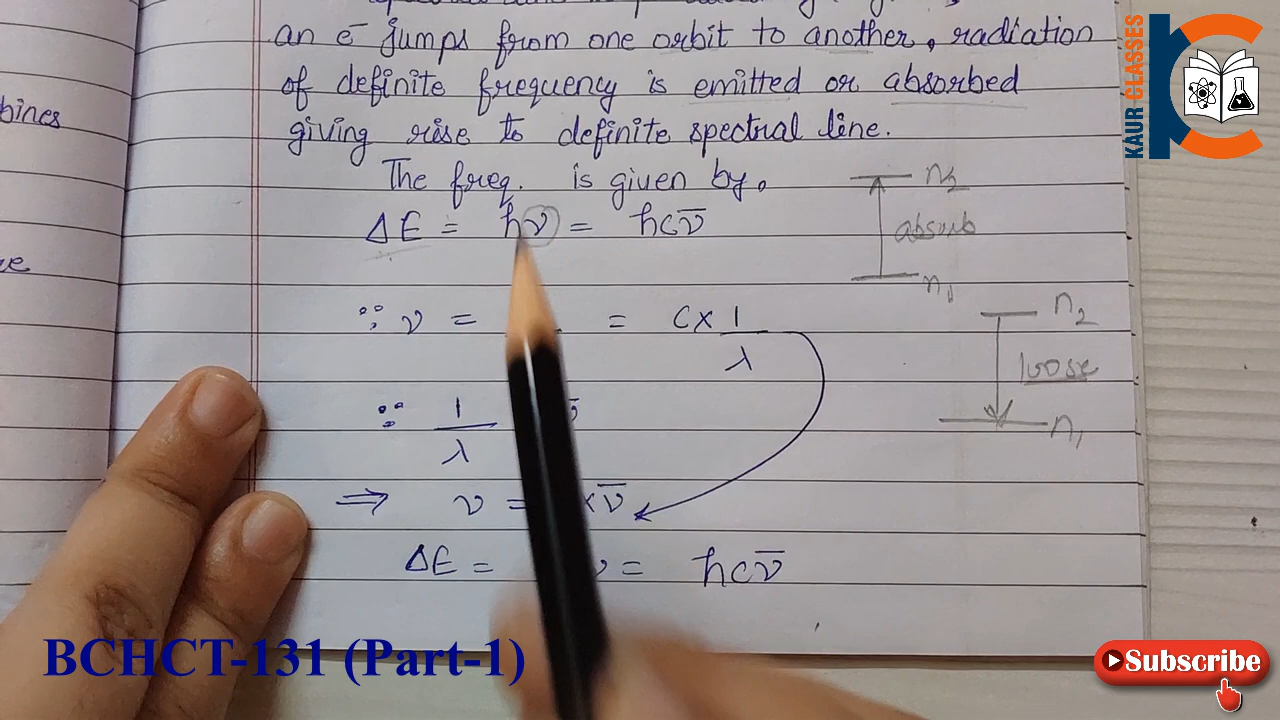 an e⁻ jumps from one orbit to another, radiation
of definite frequency is emitted or absorbed
giving rise to definite spectral line.
The freq. is given by.
ΔE = hν = hcν̅
∵ ν = = c × 1/λ
∵ 1/λ ν̅
⇒ ν = × ν̅
ΔE = ν = hcν̅
n₂
absorb
n₁
n₂
loose
n₁
bines
KAUR CLASSES
BCHCT-131 (Part-1)
Subscribe